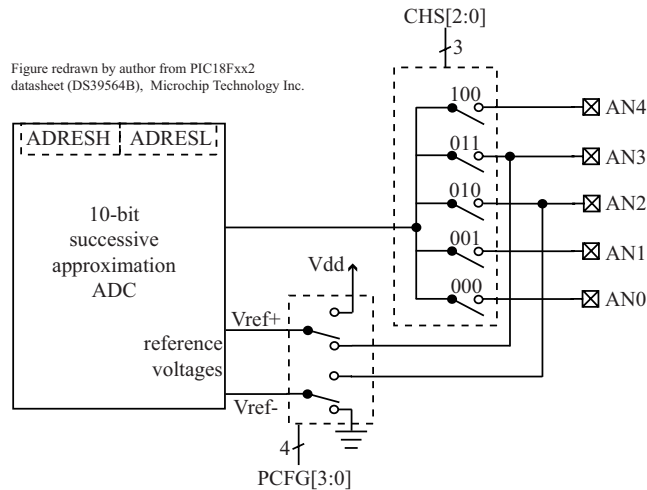 CHS[2:0]
3
Figure redrawn by author from PIC18Fxx2
datasheet (DS39564B), Microchip Technology Inc.
100
AN4
ADRESH ADRESL
011
AN3
10-bit
successive
approximation
ADC
010
AN2
001
AN1
Vdd
000
AN0
Vref+
reference
voltages
Vref-
4
PCFG[3:0]